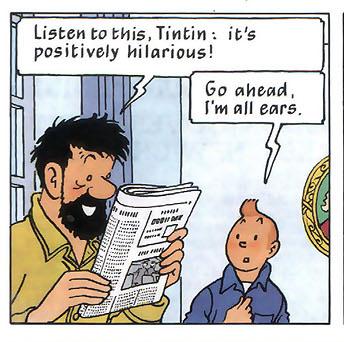 Listen to this, Tintin: it's
positively hilarious!
Go ahead,
I'm all ears.